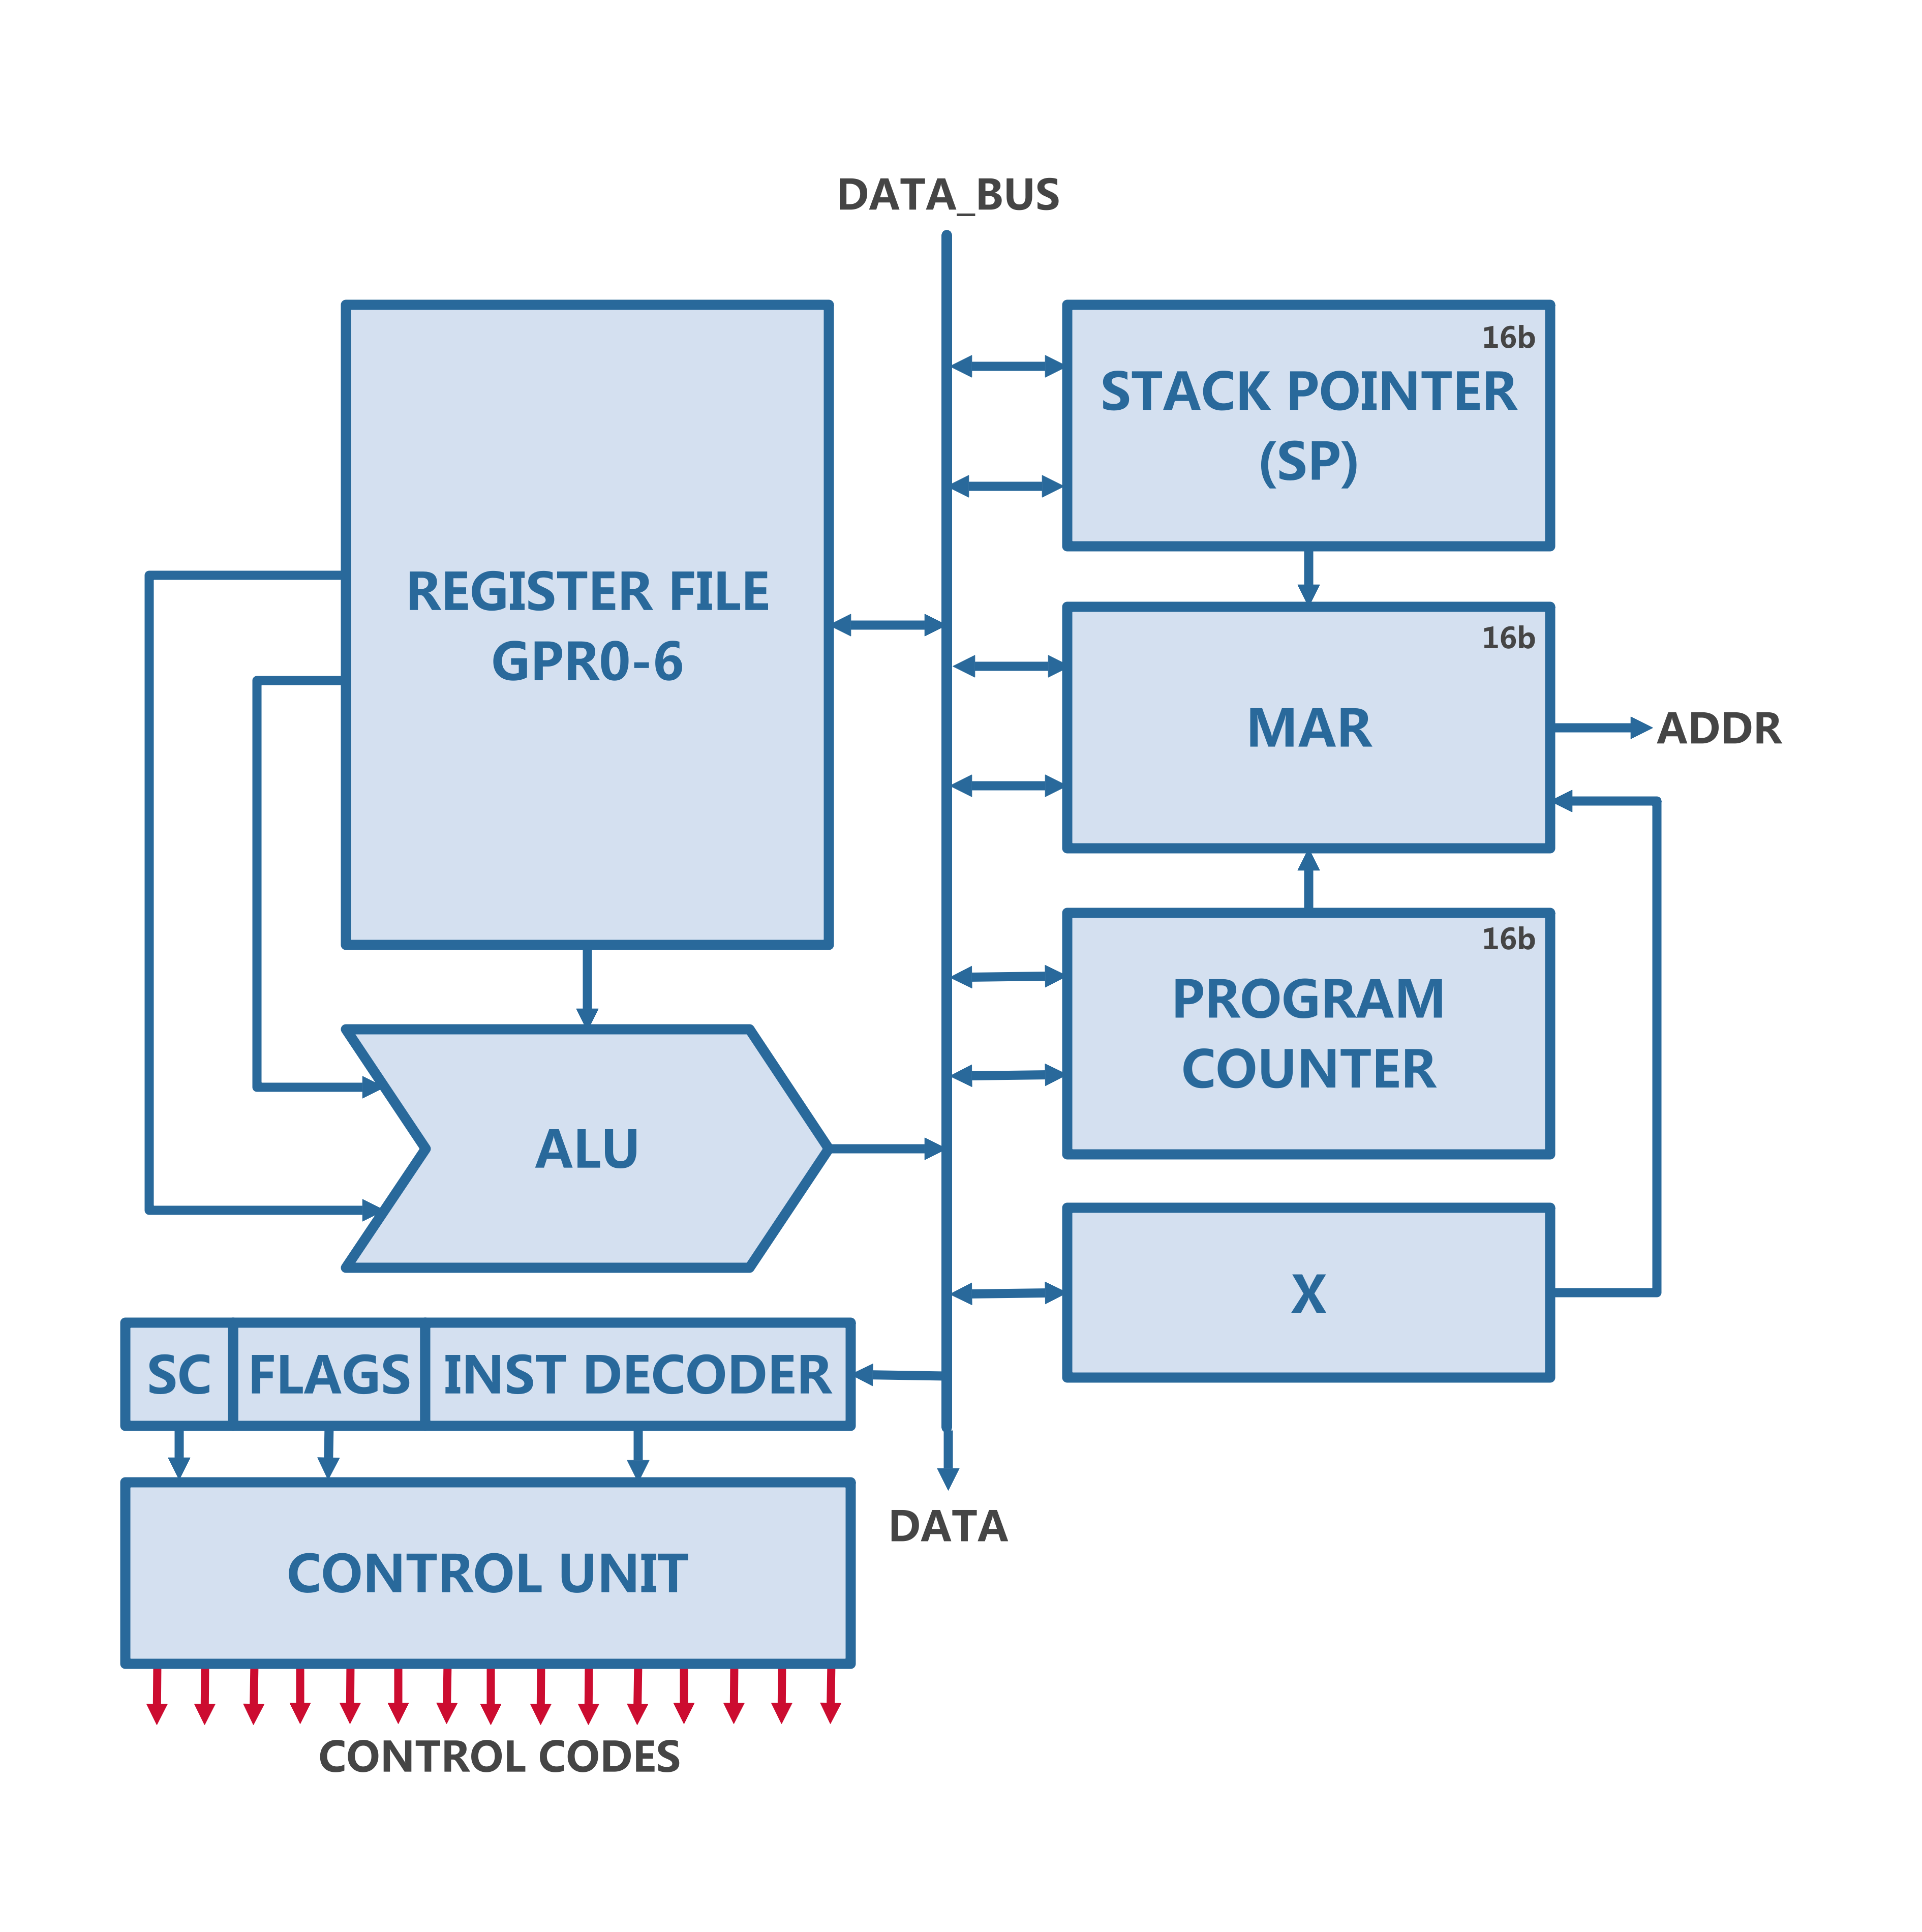 DATA_BUS
REGISTER FILE
GPR0-6
16b
STACK POINTER
(SP)
16b
MAR
ADDR
16b
PROGRAM
COUNTER
ALU
X
SC
FLAGS
INST DECODER
CONTROL UNIT
DATA
CONTROL CODES